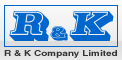 R & K
R & K Company Limited